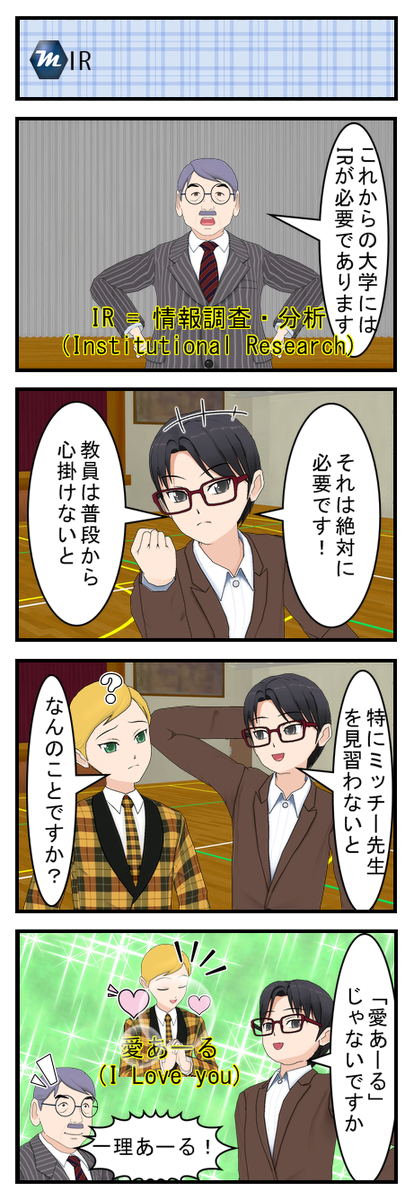 M IR
これからの大学には
IRが必要であります
IR = 情報調査・分析
(Institutional Research)
それは絶対に
必要です！
教員は普段から
心掛けないと
特にミッチー先生
を見習わないと
？
なんのことですか？
「愛あーる」
じゃないですか
愛あーる
(I Love you)
一理あーる！